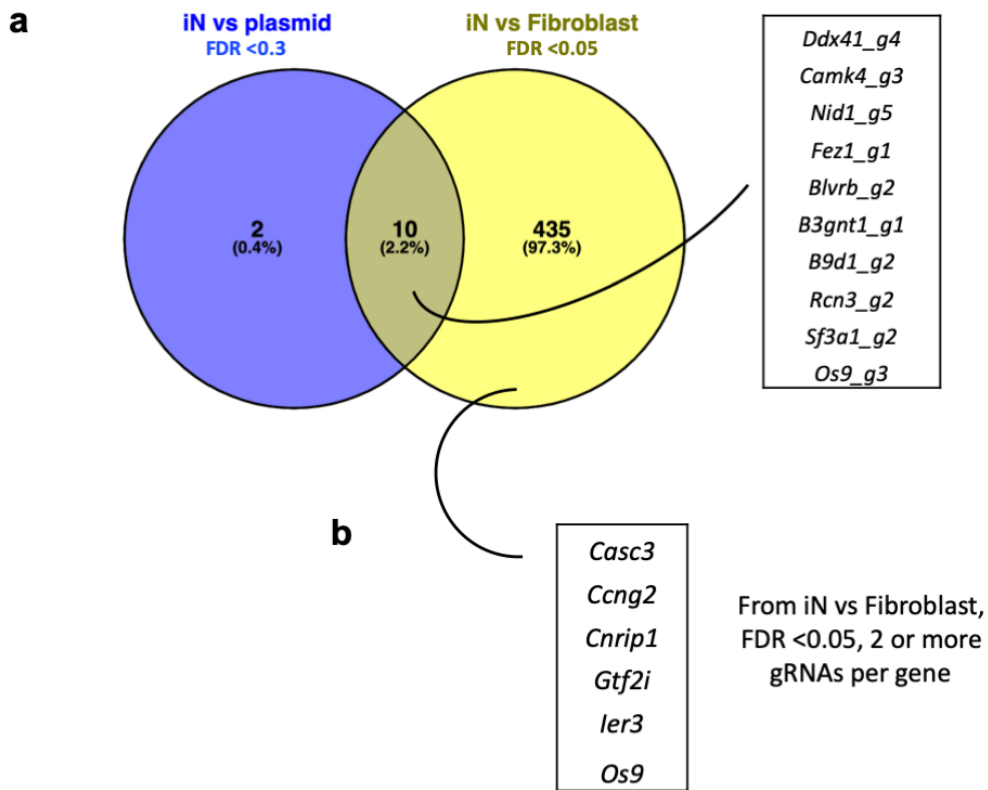 a
iN vs plasmid
FDR <0.3
iN vs Fibroblast
FDR <0.05
2
(0.4%)
10
(2.2%)
435
(97.3%)
Ddx41_g4
Camk4_g3
Nid1_g5
Fez1_g1
Blvrb_g2
B3gnt1_g1
B9d1_g2
Rcn3_g2
Sf3a1_g2
Os9_g3
b
Casc3
Ccng2
Cnrip1
Gtf2i
Ier3
Os9
From iN vs Fibroblast,
FDR <0.05, 2 or more
gRNAs per gene